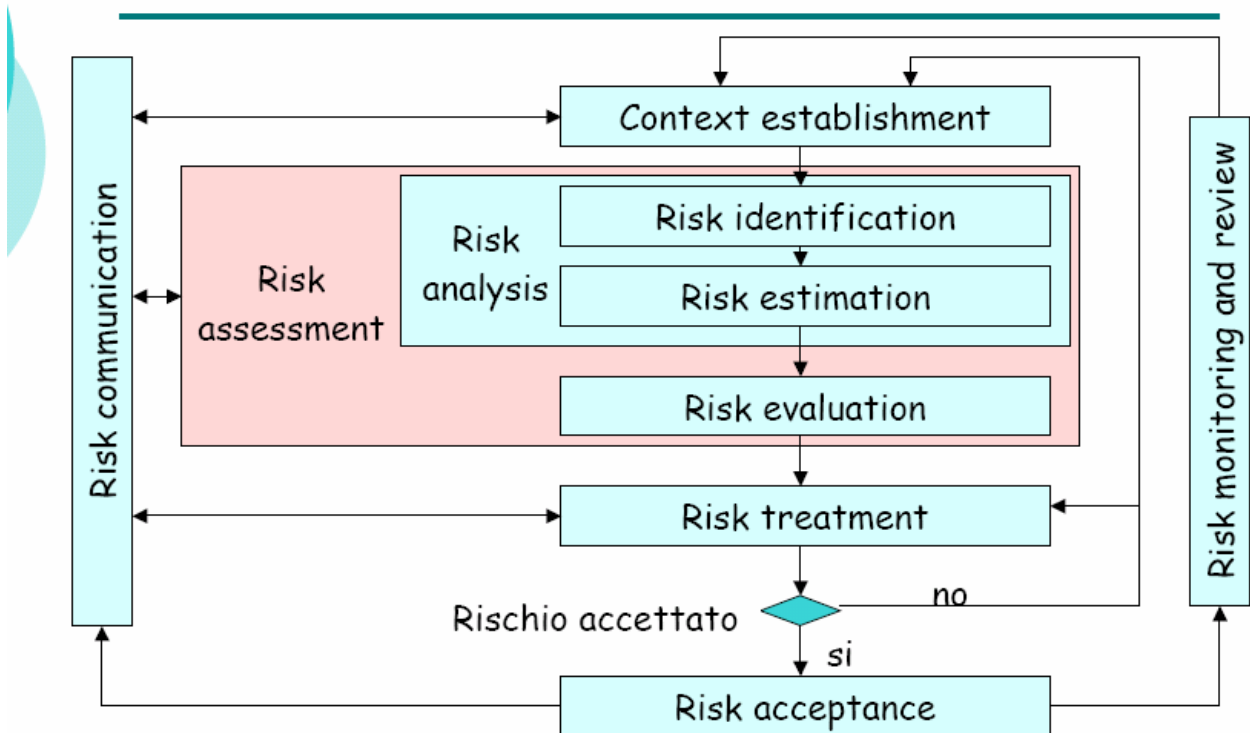 Context establishment
Risk communication
Risk monitoring and review
Risk identification
Risk
analysis
Risk estimation
Risk
assessment
Risk evaluation
Risk treatment
no
Rischio accettato
si
Risk acceptance